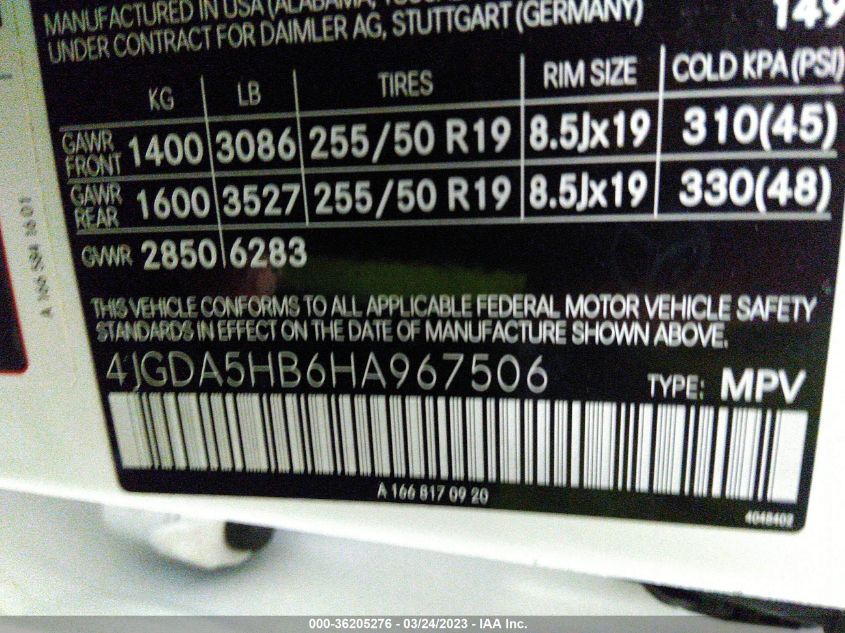 MANUFACTURED IN USA (ALABAMA,
UNDER CONTRACT FOR DAIMLER AG, STUTTGART (GERMANY) 149
KG LB TIRES RIM SIZE COLD KPA (PSI)
GAWR FRONT 1400 3086 255/50 R19 8.5Jx19 310(45)
GAWR REAR 1600 3527 255/50 R19 8.5Jx19 330(48)
GVWR 2850 6283
THIS VEHICLE CONFORMS TO ALL APPLICABLE FEDERAL MOTOR VEHICLE SAFETY
STANDARDS IN EFFECT ON THE DATE OF MANUFACTURE SHOWN ABOVE.
4JGDA5HB6HA967506 TYPE: MPV
A 166 817 09 20
4048402
A 166 584 16 01
000-36205276 - 03/24/2023 - IAA Inc.